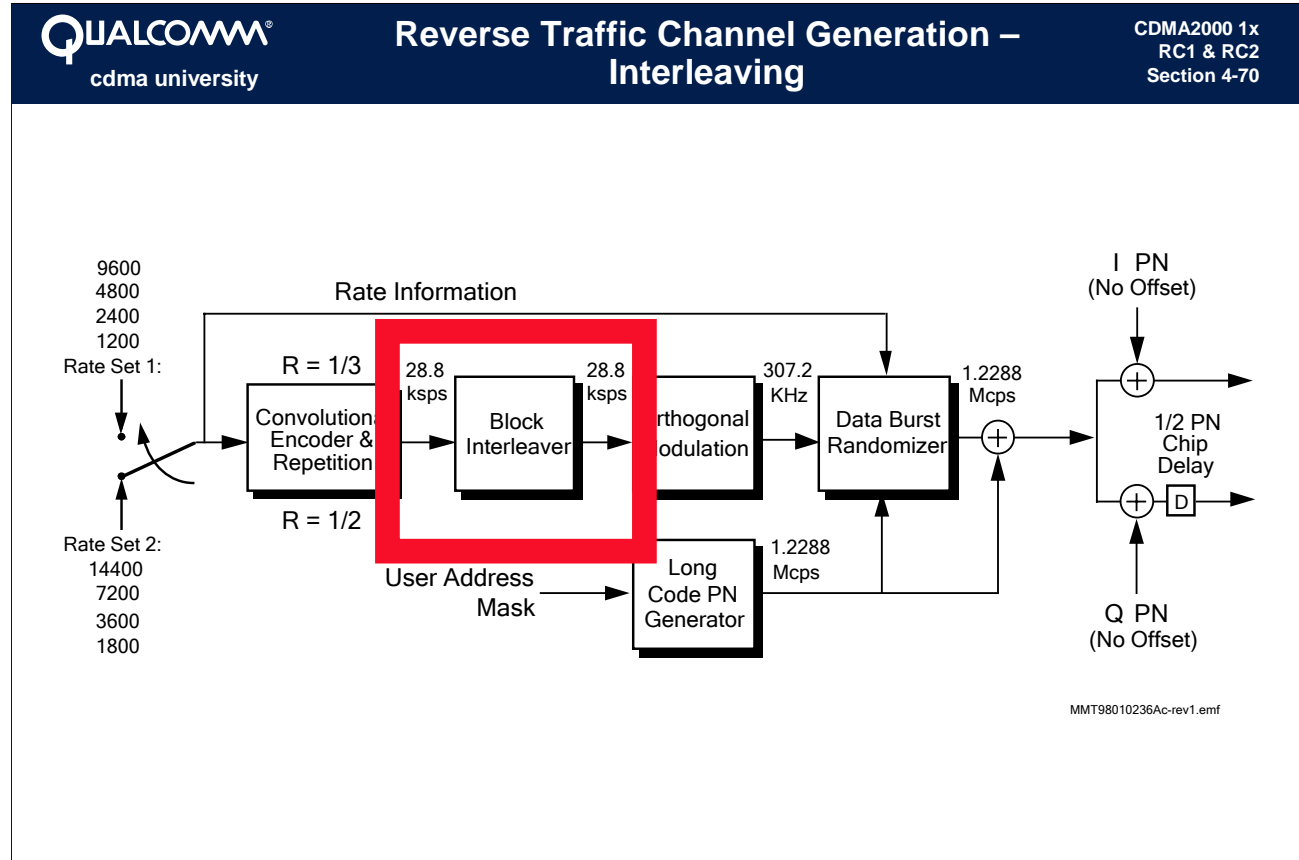 QUALCOMM®
cdma university
Reverse Traffic Channel Generation –
Interleaving
CDMA2000 1x
RC1 & RC2
Section 4-70
9600
4800
2400
1200
Rate Set 1:
Rate Information
R = 1/3
Convolutiona
Encoder &
Repetition
R = 1/2
28.8
ksps
Block
Interleaver
28.8
ksps
rthogonal
odulation
307.2
KHz
Data Burst
Randomizer
1.2288
Mcps
I PN
(No Offset)
1/2 PN
Chip
Delay
D
Q PN
(No Offset)
Rate Set 2:
14400
7200
3600
1800
User Address
Mask
Long
Code PN
Generator
1.2288
Mcps
MMT98010236Ac-rev1.emf